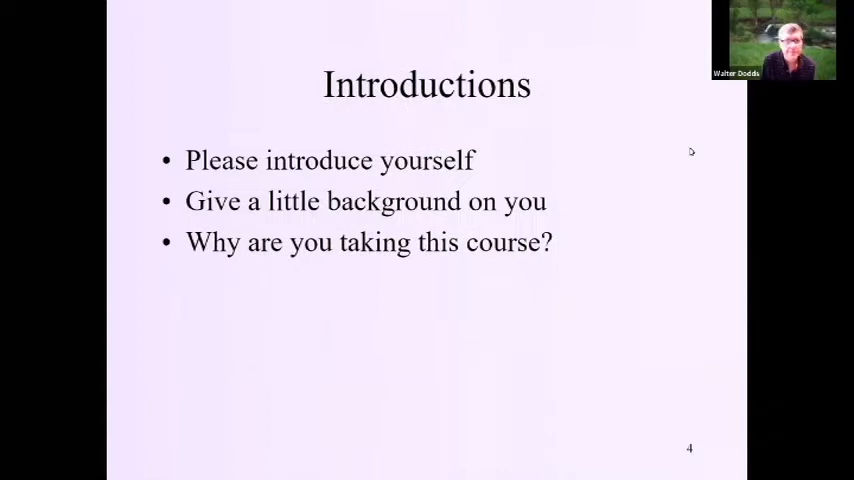 Introductions
Walter Dodds
• Please introduce yourself
• Give a little background on you
• Why are you taking this course?
4